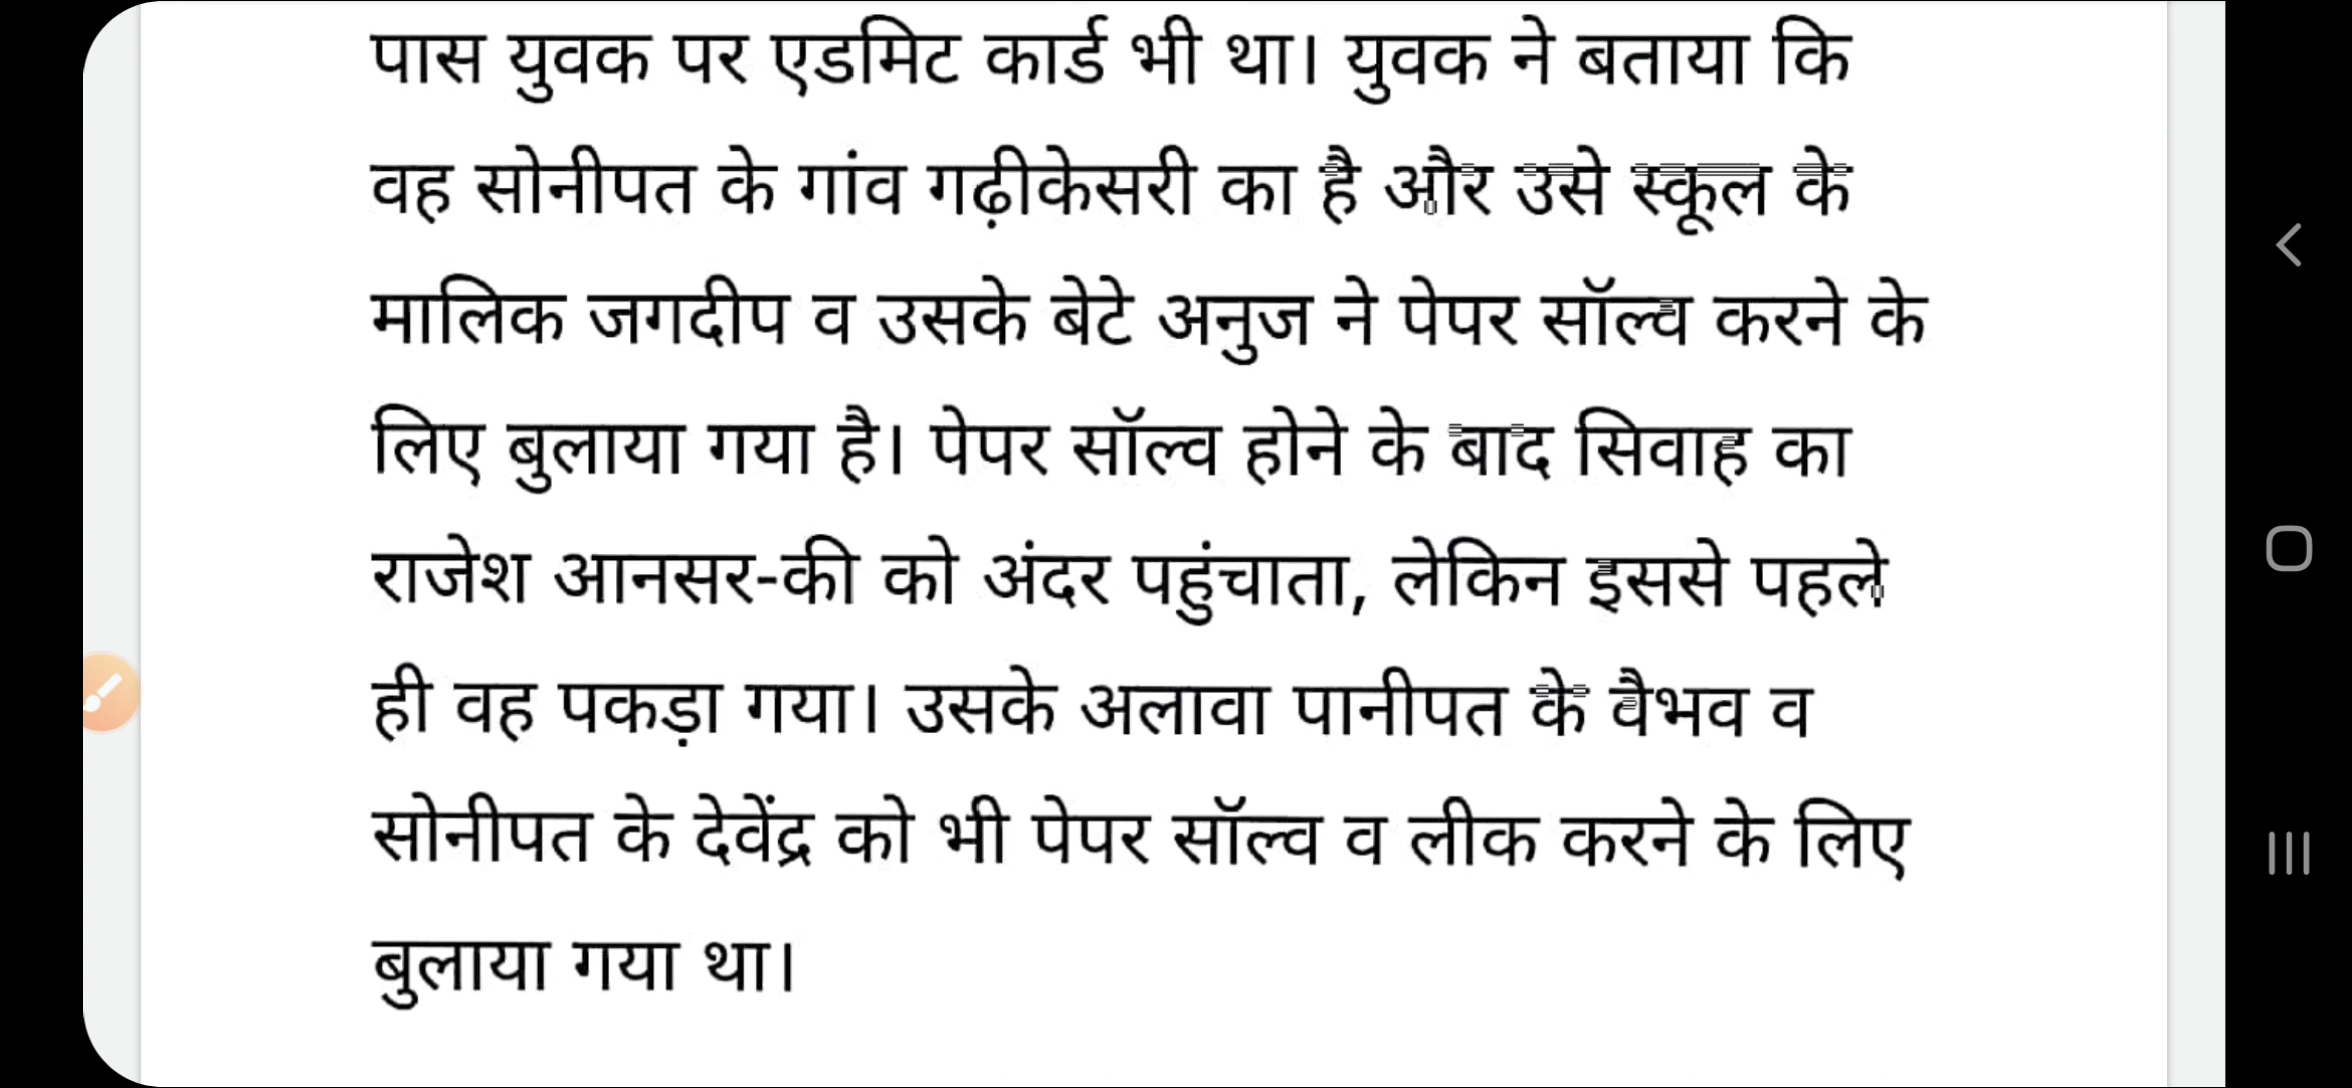 पास युवक पर एडमिट कार्ड भी था। युवक ने बताया कि
वह सोनीपत के गांव गढ़ीकेसरी का है और उसे स्कूल के
मालिक जगदीप व उसके बेटे अनुज ने पेपर सॉल्व करने के
लिए बुलाया गया है। पेपर सॉल्व होने के बाद सिवाह का
राजेश आनसर-की को अंदर पहुंचाता, लेकिन इससे पहले
ही वह पकड़ा गया। उसके अलावा पानीपत के वैभव व
सोनीपत के देवेंद्र को भी पेपर सॉल्व व लीक करने के लिए
बुलाया गया था।